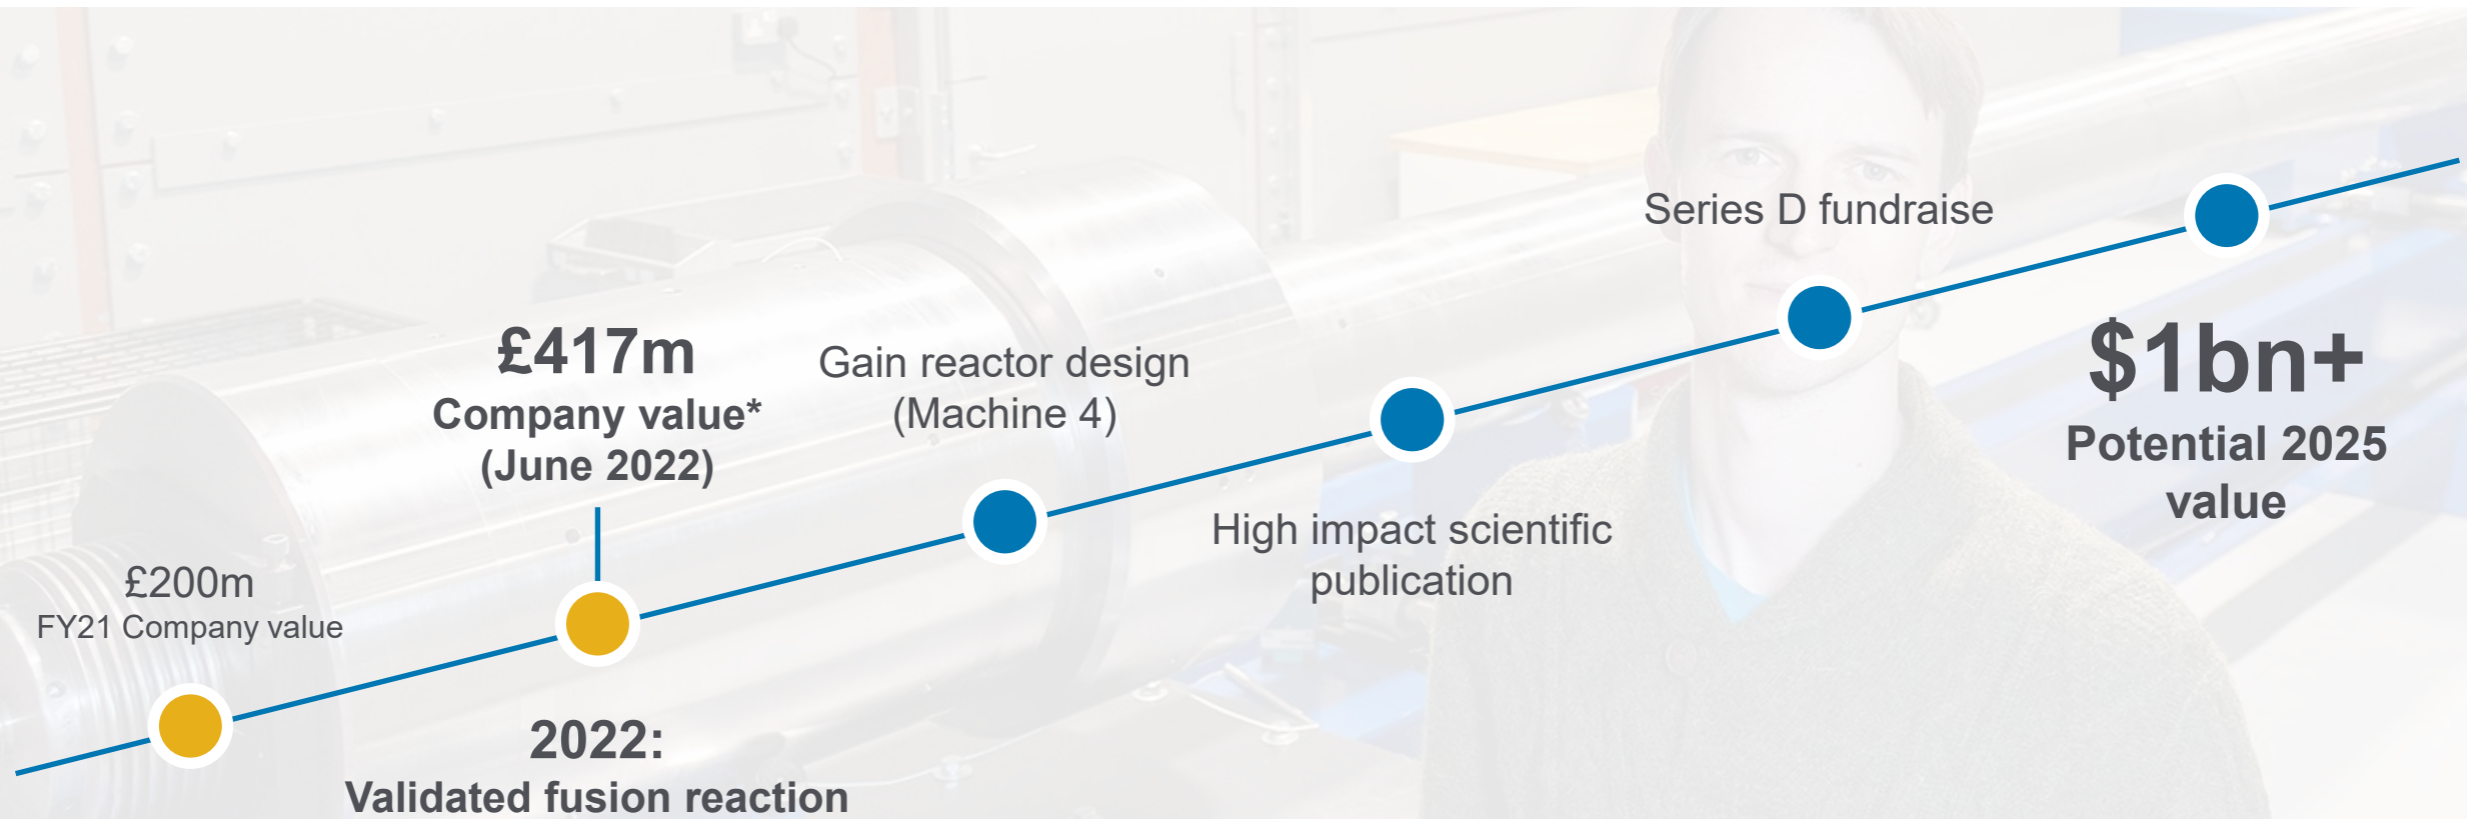 £200m
FY21 Company value
£417m
Company value*
(June 2022)
2022:
Validated fusion reaction
Gain reactor design
(Machine 4)
High impact scientific
publication
Series D fundraise
$1bn+
Potential 2025
value